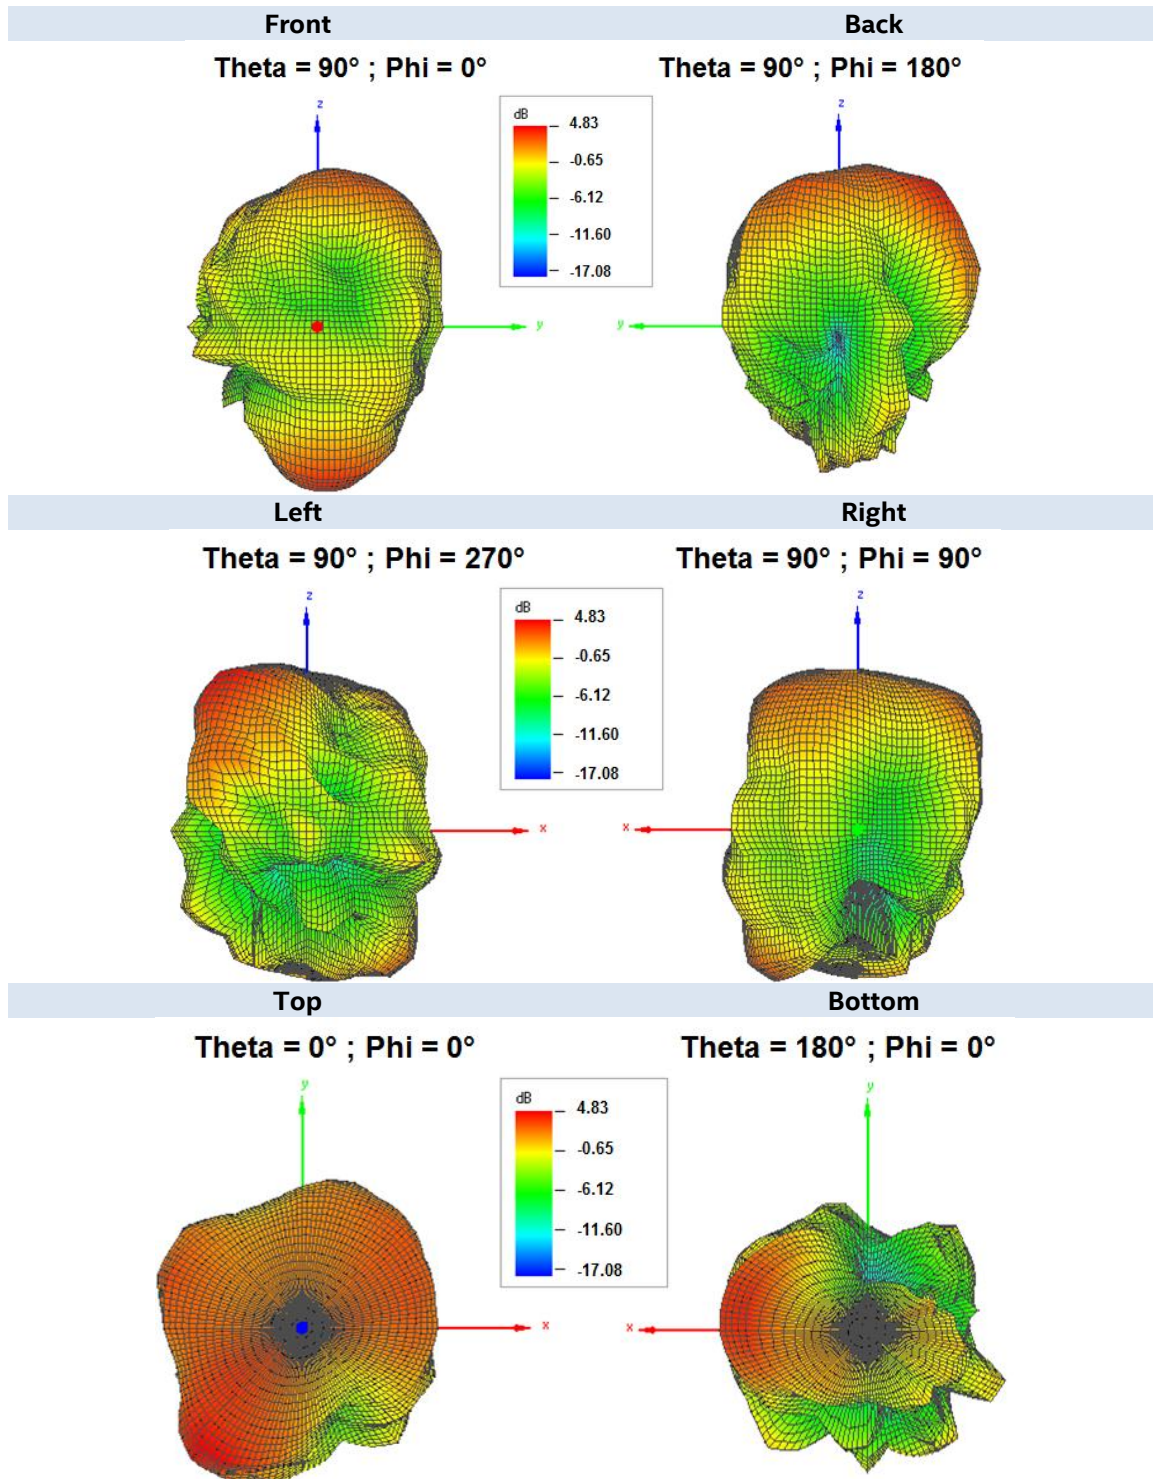 Front Back
Theta = 90° ; Phi = 0° Theta = 90° ; Phi = 180°
z z
dB
4.83
-0.65
-6.12
-11.60
-17.08
y y
Left Right
Theta = 90° ; Phi = 270° Theta = 90° ; Phi = 90°
z z
dB
4.83
-0.65
-6.12
-11.60
-17.08
x x
Top Bottom
Theta = 0° ; Phi = 0° Theta = 180° ; Phi = 0°
y y
dB
4.83
-0.65
-6.12
-11.60
-17.08
x x